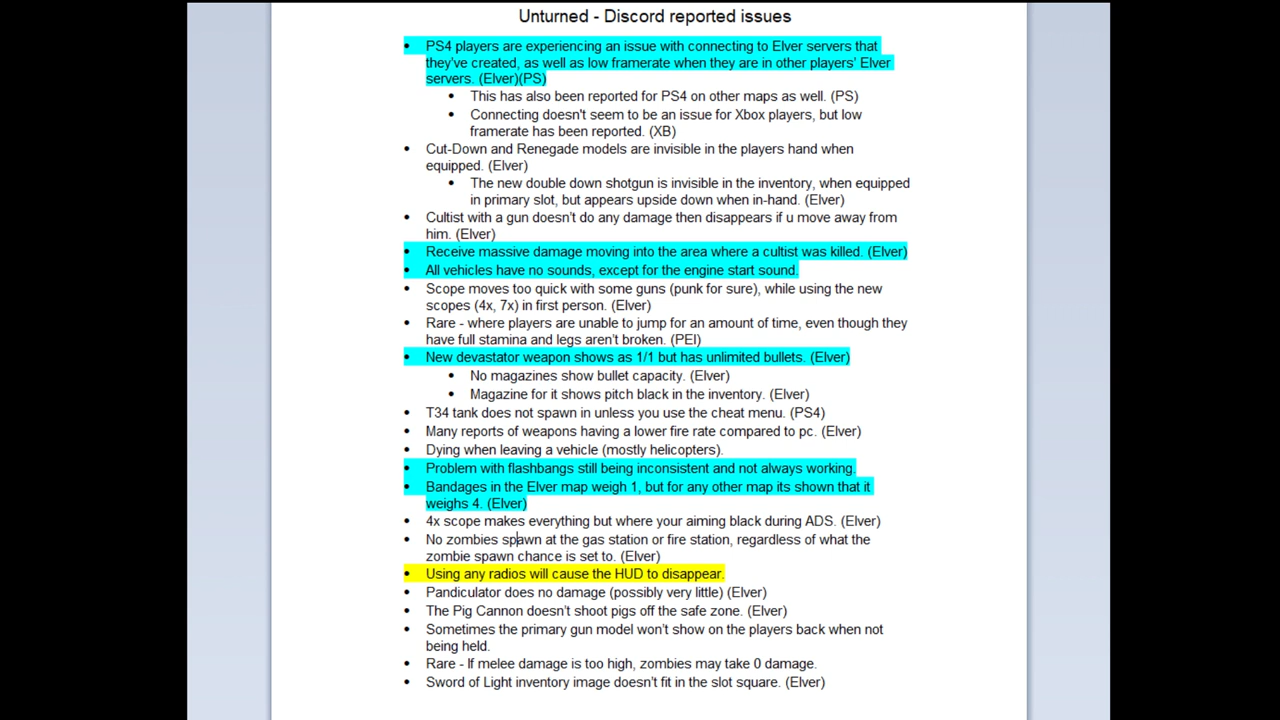 Unturned - Discord reported issues
• PS4 players are experiencing an issue with connecting to Elver servers that
they've created, as well as low framerate when they are in other players' Elver
servers. (Elver)(PS)
• This has also been reported for PS4 on other maps as well. (PS)
• Connecting doesn't seem to be an issue for Xbox players, but low
framerate has been reported. (XB)
• Cut-Down and Renegade models are invisible in the players hand when
equipped. (Elver)
• The new double down shotgun is invisible in the inventory, when equipped
in primary slot, but appears upside down when in-hand. (Elver)
• Cultist with a gun doesn't do any damage then disappears if u move away from
him. (Elver)
• Receive massive damage moving into the area where a cultist was killed. (Elver)
• All vehicles have no sounds, except for the engine start sound.
• Scope moves too quick with some guns (punk for sure), while using the new
scopes (4x, 7x) in first person. (Elver)
• Rare - where players are unable to jump for an amount of time, even though they
have full stamina and legs aren't broken. (PEI)
• New devastator weapon shows as 1/1 but has unlimited bullets. (Elver)
• No magazines show bullet capacity. (Elver)
• Magazine for it shows pitch black in the inventory. (Elver)
• T34 tank does not spawn in unless you use the cheat menu. (PS4)
• Many reports of weapons having a lower fire rate compared to pc. (Elver)
• Dying when leaving a vehicle (mostly helicopters).
• Problem with flashbangs still being inconsistent and not always working.
• Bandages in the Elver map weigh 1, but for any other map its shown that it
weighs 4. (Elver)
• 4x scope makes everything but where your aiming black during ADS. (Elver)
• No zombies spawn at the gas station or fire station, regardless of what the
zombie spawn chance is set to. (Elver)
• Using any radios will cause the HUD to disappear.
• Pandiculator does no damage (possibly very little) (Elver)
• The Pig Cannon doesn't shoot pigs off the safe zone. (Elver)
• Sometimes the primary gun model won't show on the players back when not
being held.
• Rare - If melee damage is too high, zombies may take 0 damage.
• Sword of Light inventory image doesn't fit in the slot square. (Elver)